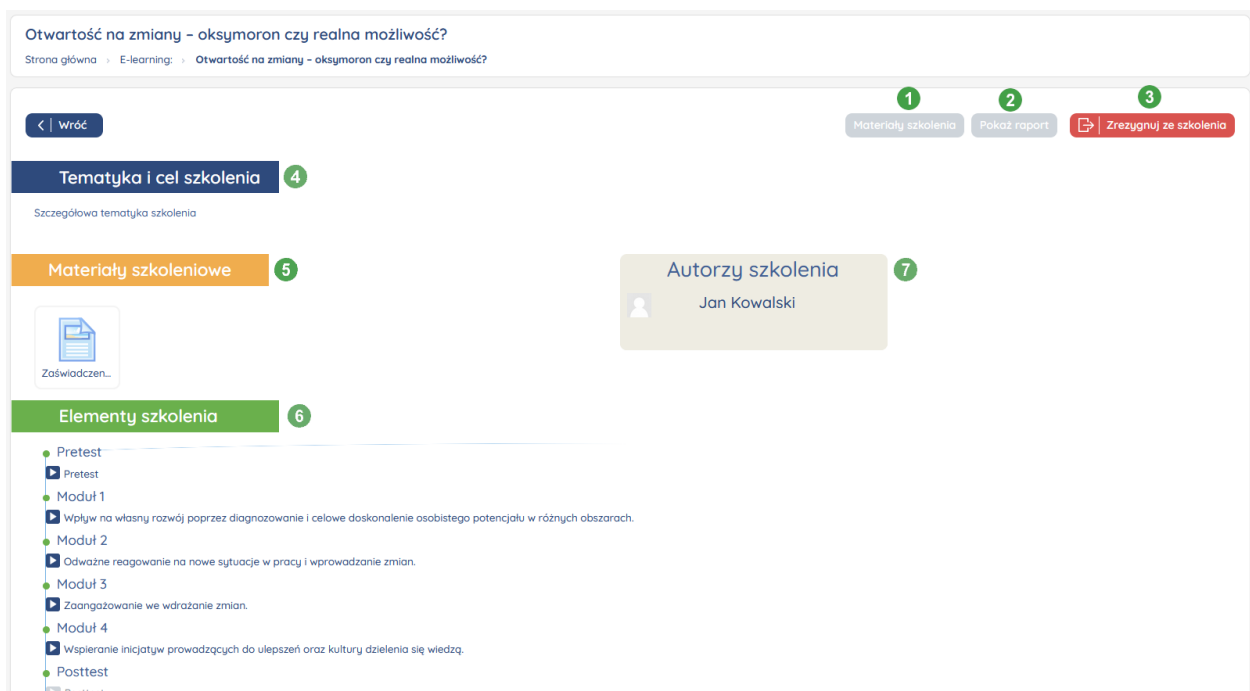 Otwartość na zmiany – oksymoron czy realna możliwość?
Strona główna › E-learning: › Otwartość na zmiany – oksymoron czy realna możliwość?
1 2 3
Wróć Materiały szkolenia Pokaż raport Zrezygnuj ze szkolenia
Tematyka i cel szkolenia 4
Szczegółowa tematyka szkolenia
Materiały szkoleniowe 5
Autorzy szkolenia 7
Jan Kowalski
Zaświadczen...
Elementy szkolenia 6
Pretest
Pretest
Moduł 1
Wpływ na własny rozwój poprzez diagnozowanie i celowe doskonalenie osobistego potencjału w różnych obszarach.
Moduł 2
Odważne reagowanie na nowe sytuacje w pracy i wprowadzanie zmian.
Moduł 3
Zaangażowanie we wdrażanie zmian.
Moduł 4
Wspieranie inicjatyw prowadzących do ulepszeń oraz kultury dzielenia się wiedzą.
Posttest